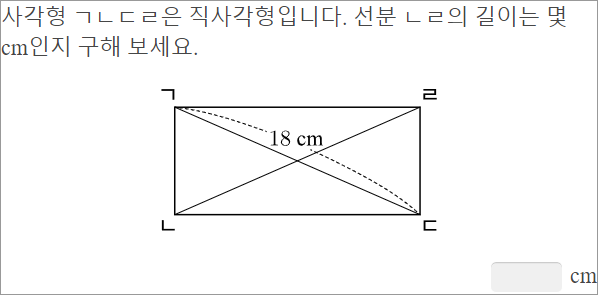 사각형 ㄱㄴㄷㄹ은 직사각형입니다. 선분 ㄴㄹ의 길이는 몇
cm인지 구해 보세요.
ㄱ ㄹ
18 cm
ㄴ ㄷ
cm